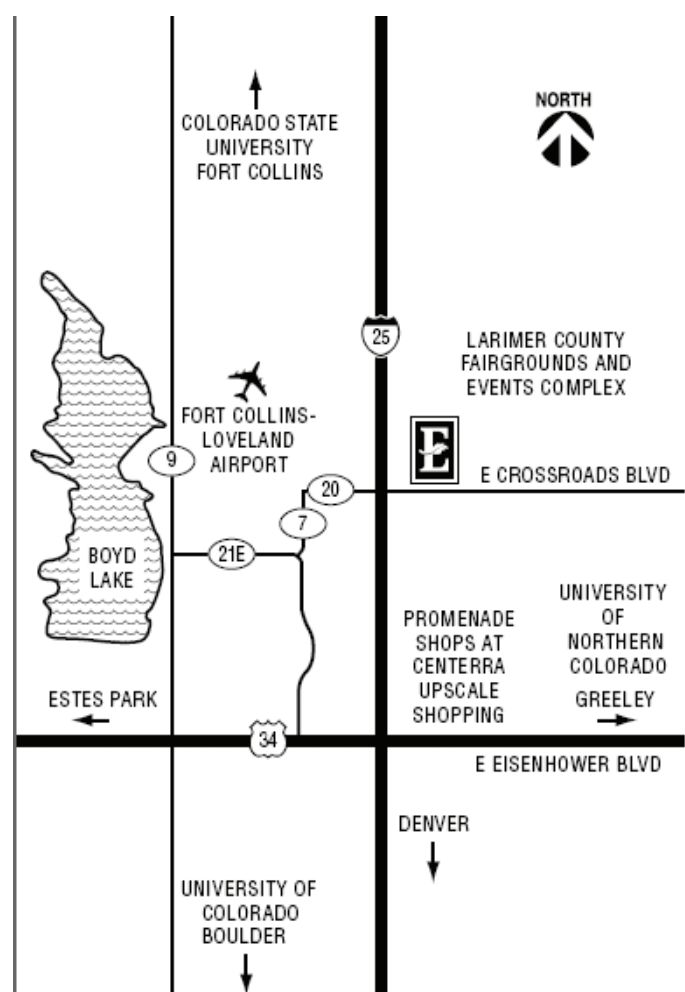 NORTH
COLORADO STATE
UNIVERSITY
FORT COLLINS
25
LARIMER COUNTY
FAIRGROUNDS AND
EVENTS COMPLEX
FORT COLLINS-
LOVELAND
AIRPORT
9
E
E CROSSROADS BLVD
20
7
21E
BOYD
LAKE
PROMENADE
SHOPS AT
CENTERRA
UPSCALE
SHOPPING
UNIVERSITY
OF
NORTHERN
COLORADO
GREELEY
ESTES PARK
34
E EISENHOWER BLVD
DENVER
UNIVERSITY OF
COLORADO
BOULDER